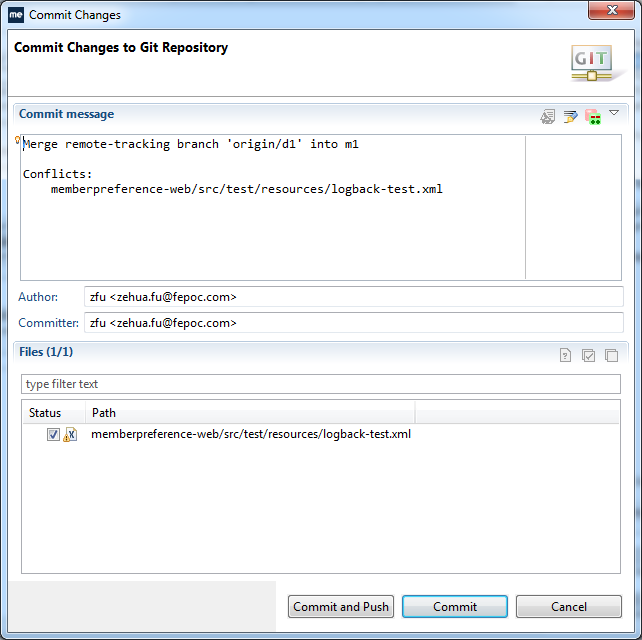 me Commit Changes
Commit Changes to Git Repository
GIT
Commit message
Merge remote-tracking branch 'origin/d1' into m1
Conflicts:
memberpreference-web/src/test/resources/logback-test.xml
Author: zfu <zehua.fu@fepoc.com>
Committer: zfu <zehua.fu@fepoc.com>
Files (1/1)
type filter text
Status Path
memberpreference-web/src/test/resources/logback-test.xml
Commit and Push Commit Cancel